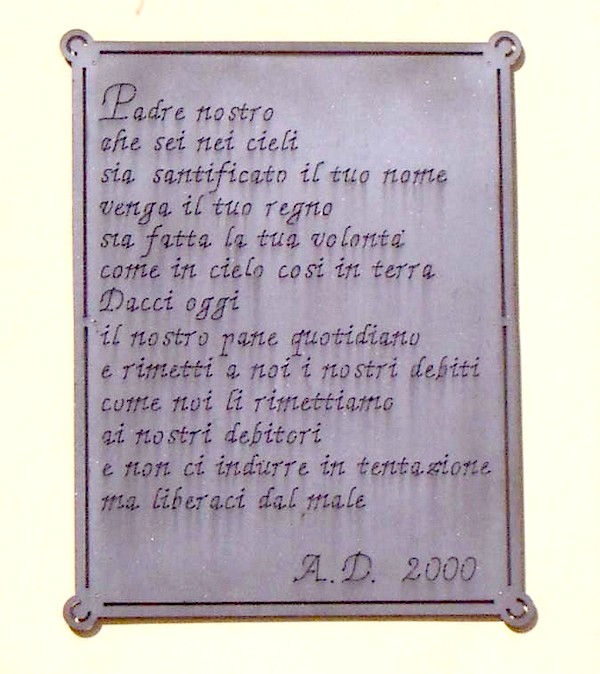 Padre nostro
che sei nei cieli
sia santificato il tuo nome
venga il tuo regno
sia fatta la tua volontà
come in cielo cosi in terra
Dacci oggi
il nostro pane quotidiano
e rimetti a noi i nostri debiti
come noi li rimettiamo
ai nostri debitori
e non ci indurre in tentazione
ma liberaci dal male
A.D. 2000